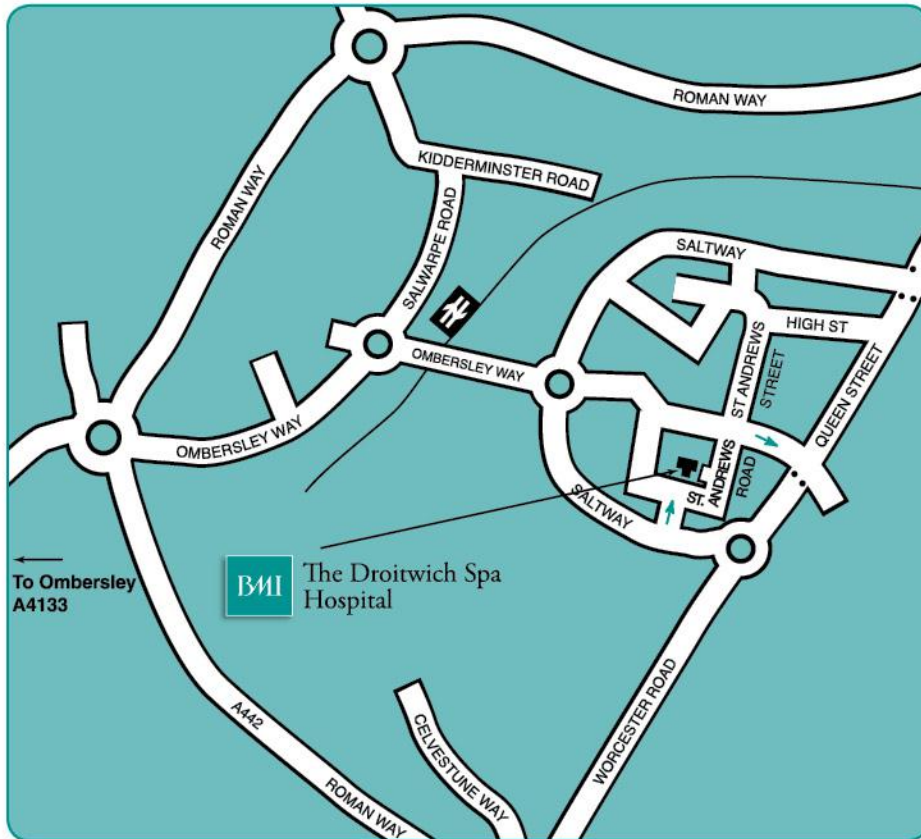 ROMAN WAY
KIDDERMINSTER ROAD
ROMAN WAY
SALWARPE ROAD
SALTWAY
HIGH ST
ST ANDREWS
STREET
OMBERSLEY WAY
QUEEN STREET
OMBERSLEY WAY
ST. ANDREWS
ROAD
SALTWAY
To Ombersley
A4133
BMI
The Droitwich Spa
Hospital
A442
ROMAN WAY
CELVESTUNE WAY
WORCESTER ROAD